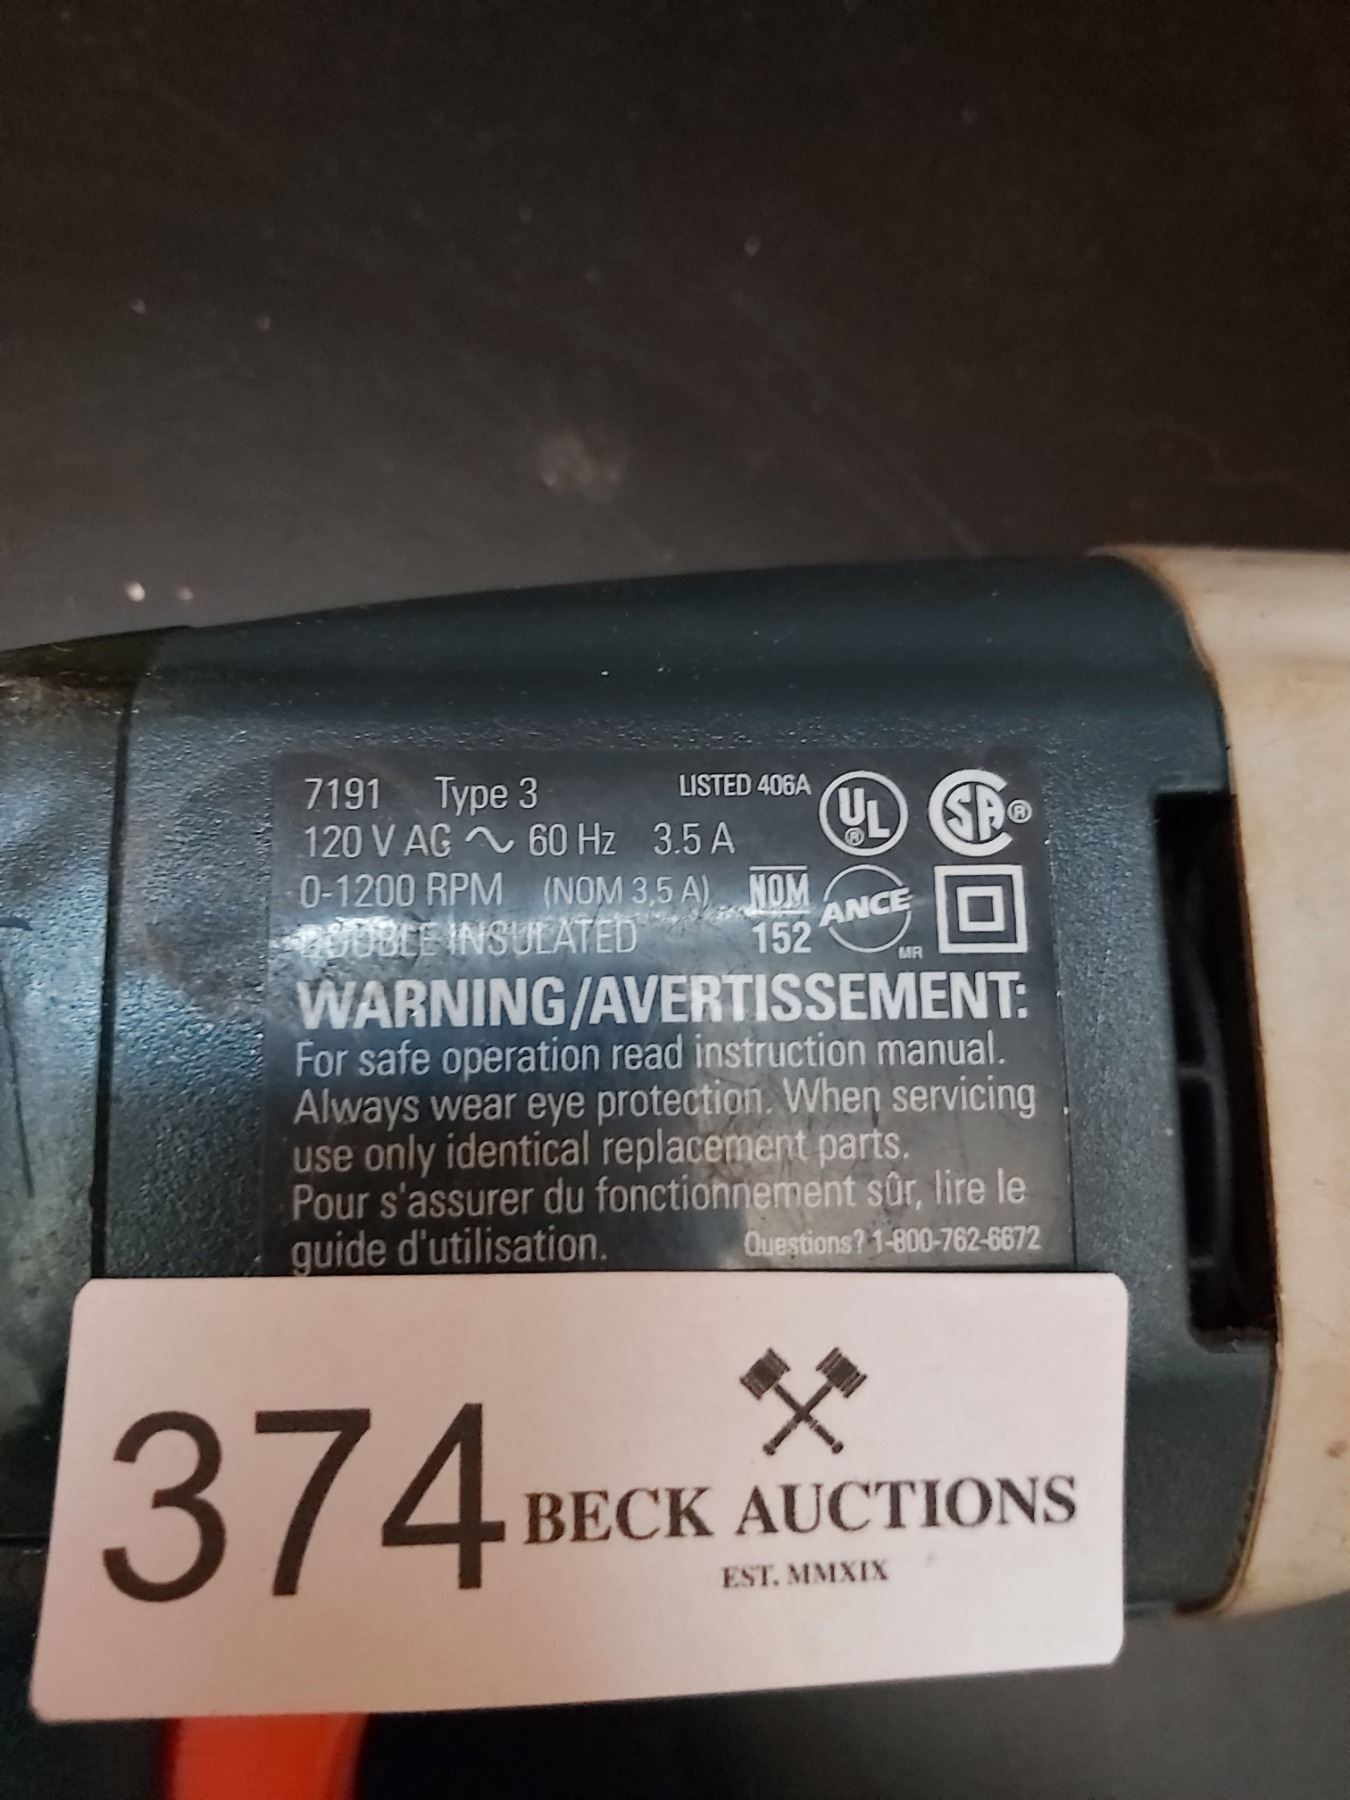 7191 Type 3 LISTED 406A UL® SA®
120 V AC ∿ 60 Hz 3.5 A
0-1200 RPM (NOM 3,5 A) NOM ANCE
DOUBLE INSULATED 152 MR
WARNING/AVERTISSEMENT:
For safe operation read instruction manual.
Always wear eye protection. When servicing
use only identical replacement parts.
Pour s'assurer du fonctionnement sûr, lire le
guide d'utilisation. Questions? 1-800-762-6672
374 BECK AUCTIONS
EST. MMXIX